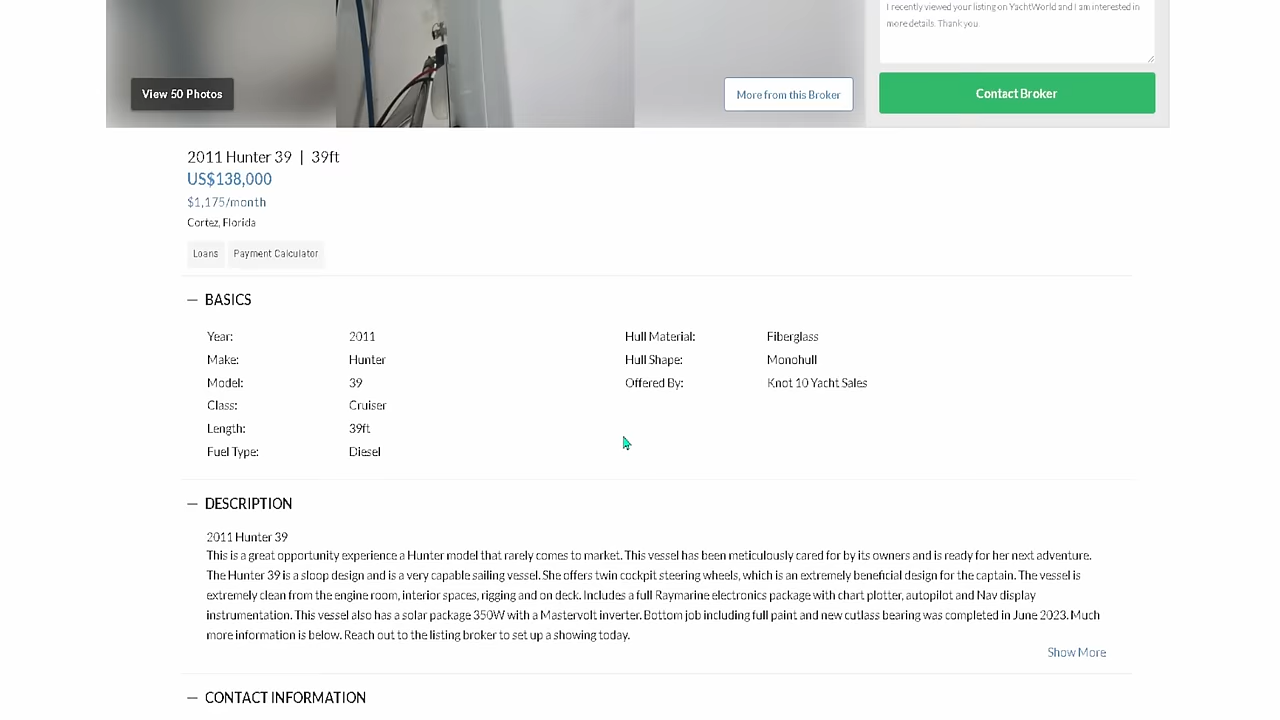 I recently viewed your listing on YachtWorld and I am interested in
more details. Thank you
View 50 Photos
More from this Broker
Contact Broker
2011 Hunter 39 | 39ft
US$138,000
$1,175/month
Cortez, Florida
Loans
Payment Calculator
— BASICS
Year: 2011
Hull Material: Fiberglass
Make: Hunter
Hull Shape: Monohull
Model: 39
Offered By: Knot 10 Yacht Sales
Class: Cruiser
Length: 39ft
Fuel Type: Diesel
— DESCRIPTION
2011 Hunter 39
This is a great opportunity experience a Hunter model that rarely comes to market. This vessel has been meticulously cared for by its owners and is ready for her next adventure.
The Hunter 39 is a sloop design and is a very capable sailing vessel. She offers twin cockpit steering wheels, which is an extremely beneficial design for the captain. The vessel is
extremely clean from the engine room, interior spaces, rigging and on deck. Includes a full Raymarine electronics package with chart plotter, autopilot and Nav display
instrumentation. This vessel also has a solar package 350W with a Mastervolt inverter. Bottom job including full paint and new cutlass bearing was completed in June 2023. Much
more information is below. Reach out to the listing broker to set up a showing today.
Show More
— CONTACT INFORMATION